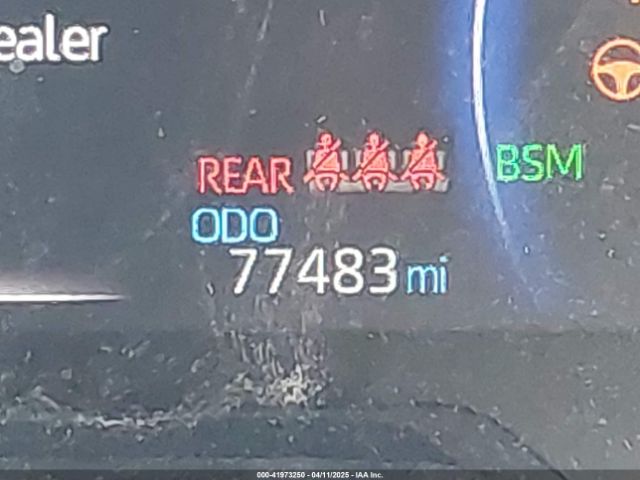 ealer
REAR
BSM
ODO
77483 mi
000-41973250 - 04/11/2025 - IAA Inc.